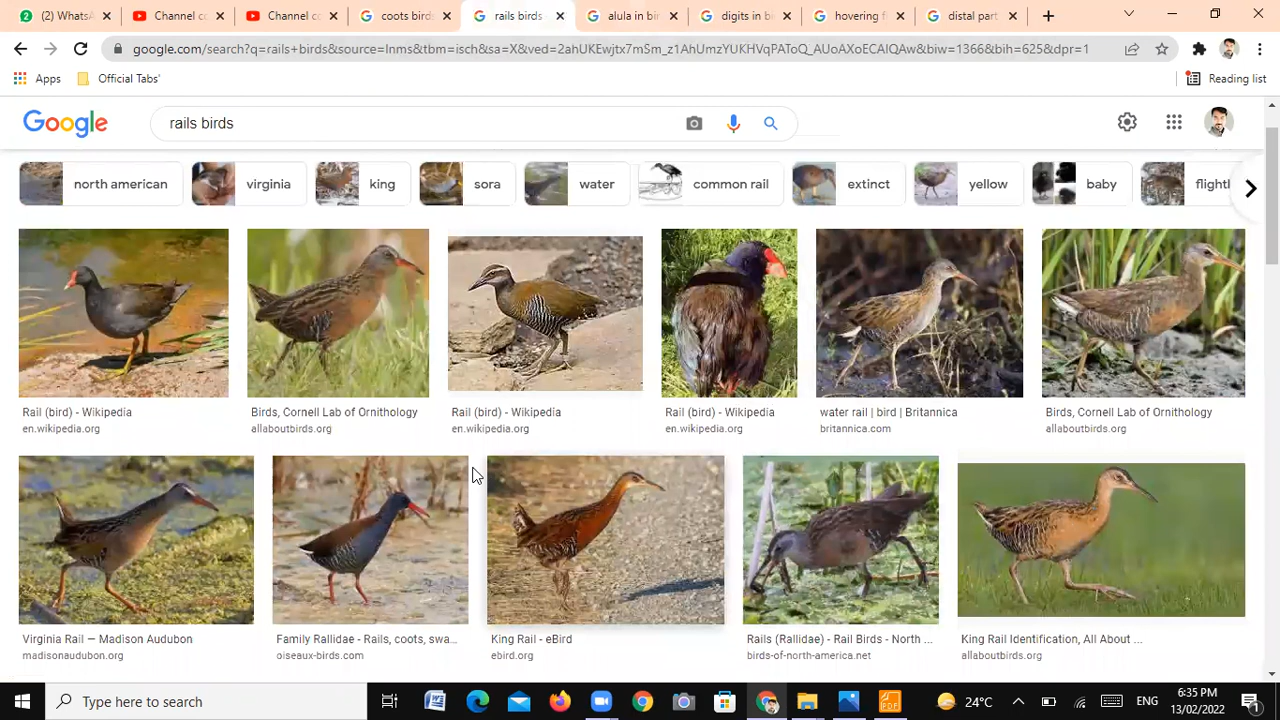 (2) WhatsA
Channel co
Channel co
coots birds
rails birds
alula in bir
digits in b
hovering fl
distal part
google.com/search?q=rails+birds&source=lnms&tbm=isch&sa=X&ved=2ahUKEwjtx7mSm_z1AhUmzYUKHVqPAToQ_AUoAXoECAIQAw&biw=1366&bih=625&dpr=1
Apps
Official Tabs'
Reading list
Google
rails birds
north american
virginia
king
sora
water
common rail
extinct
yellow
baby
flightl
Rail (bird) - Wikipedia
en.wikipedia.org
Birds, Cornell Lab of Ornithology
allaboutbirds.org
Rail (bird) - Wikipedia
en.wikipedia.org
Rail (bird) - Wikipedia
en.wikipedia.org
water rail | bird | Britannica
britannica.com
Birds, Cornell Lab of Ornithology
allaboutbirds.org
Virginia Rail — Madison Audubon
madisonaudubon.org
Family Rallidae - Rails, coots, swa...
oiseaux-birds.com
King Rail - eBird
ebird.org
Rails (Rallidae) - Rail Birds - North ...
birds-of-north-america.net
King Rail Identification, All About ...
allaboutbirds.org
Type here to search
24°C
ENG
6:35 PM
13/02/2022
1